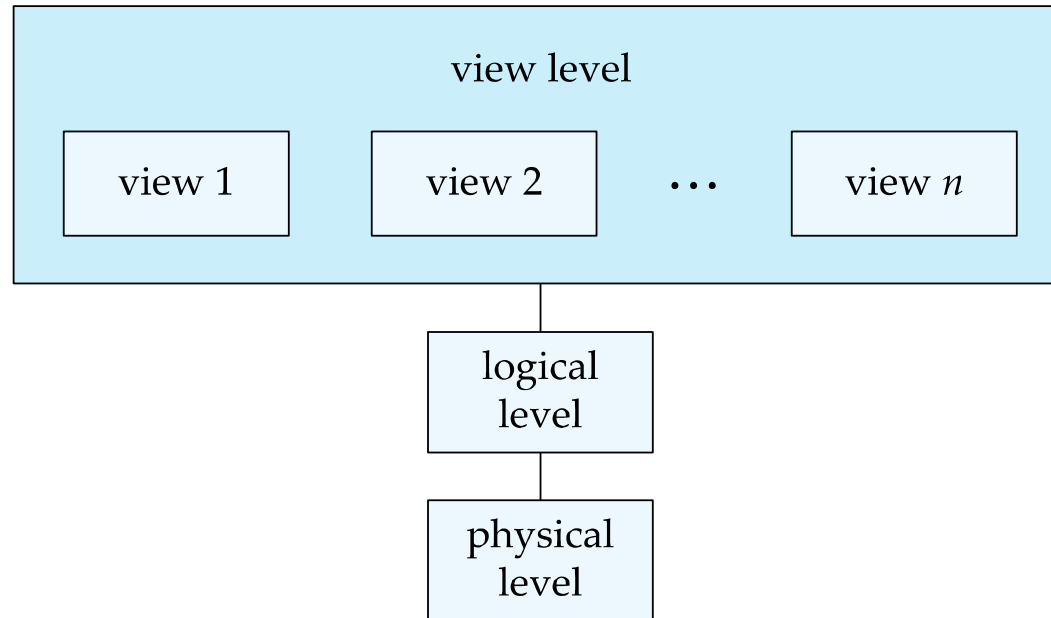 view level
view 1 view 2 ... view n
logical
level
physical
level